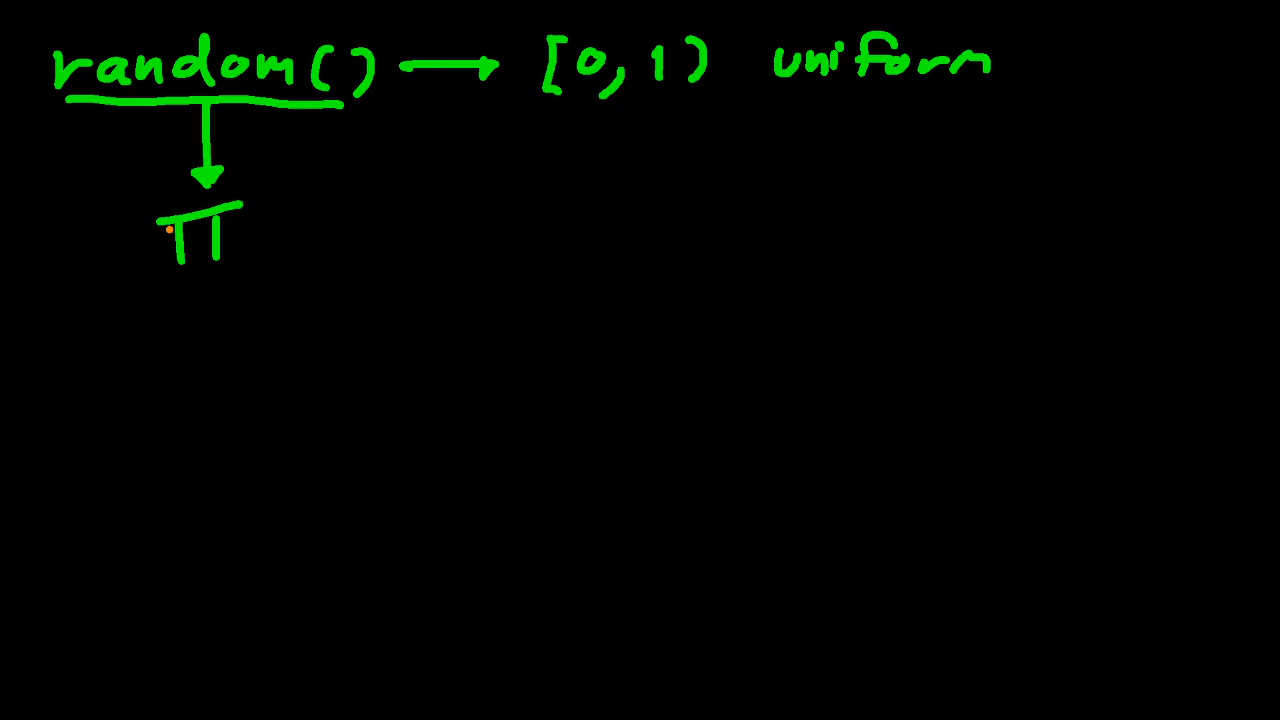 random() → [0, 1) uniform
π